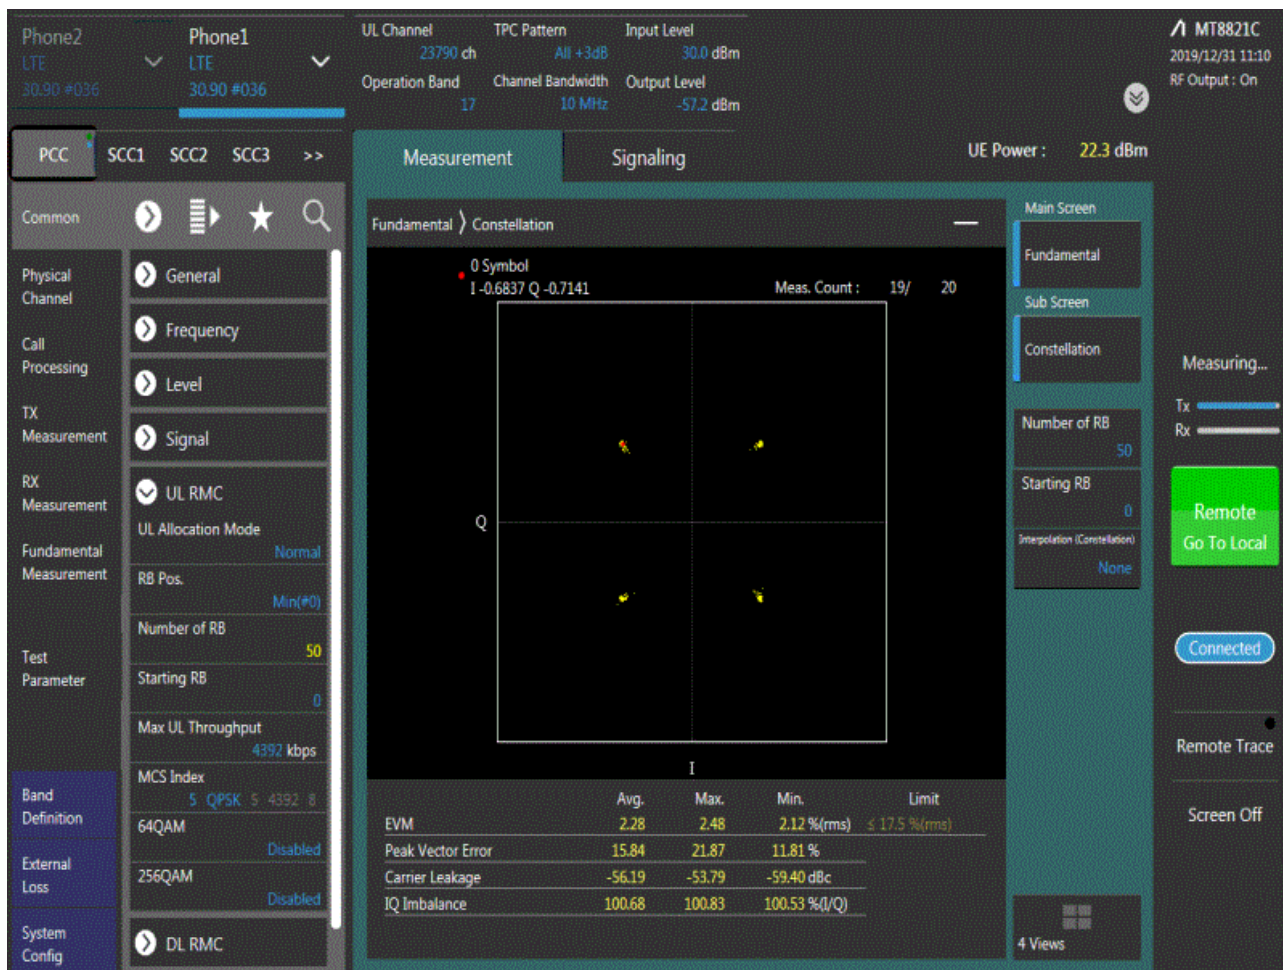 Phone2
LTE
30.90 #036
Phone1
LTE
30.90 #036
UL Channel
23790 ch
TPC Pattern
All +3dB
Input Level
30.0 dBm
Operation Band
17
Channel Bandwidth
10 MHz
Output Level
-57.2 dBm
MT8821C
2019/12/31 11:10
RF Output : On
PCC
SCC1
SCC2
SCC3
>>
Measurement
Signaling
UE Power : 22.3 dBm
Common
Physical
Channel
Call
Processing
TX
Measurement
RX
Measurement
Fundamental
Measurement
Test
Parameter
Band
Definition
External
Loss
System
Config
General
Frequency
Level
Signal
UL RMC
UL Allocation Mode
Normal
RB Pos.
Min(#0)
Number of RB
50
Starting RB
0
Max UL Throughput
4392 kbps
MCS Index
5 QPSK 5 4392 8
64QAM
Disabled
256QAM
Disabled
DL RMC
Fundamental 〉 Constellation
0 Symbol
I -0.6837 Q -0.7141
Meas. Count : 19/ 20
Q
I
Avg. Max. Min. Limit
EVM 2.28 2.48 2.12 %(rms) ≤ 17.5 %(rms)
Peak Vector Error 15.84 21.87 11.81 %
Carrier Leakage -56.19 -53.79 -59.40 dBc
IQ Imbalance 100.68 100.83 100.53 %(I/Q)
Main Screen
Fundamental
Sub Screen
Constellation
Number of RB
50
Starting RB
0
Interpolation (Constellation)
None
4 Views
Measuring...
Tx
Rx
Remote
Go To Local
Connected
Remote Trace
Screen Off